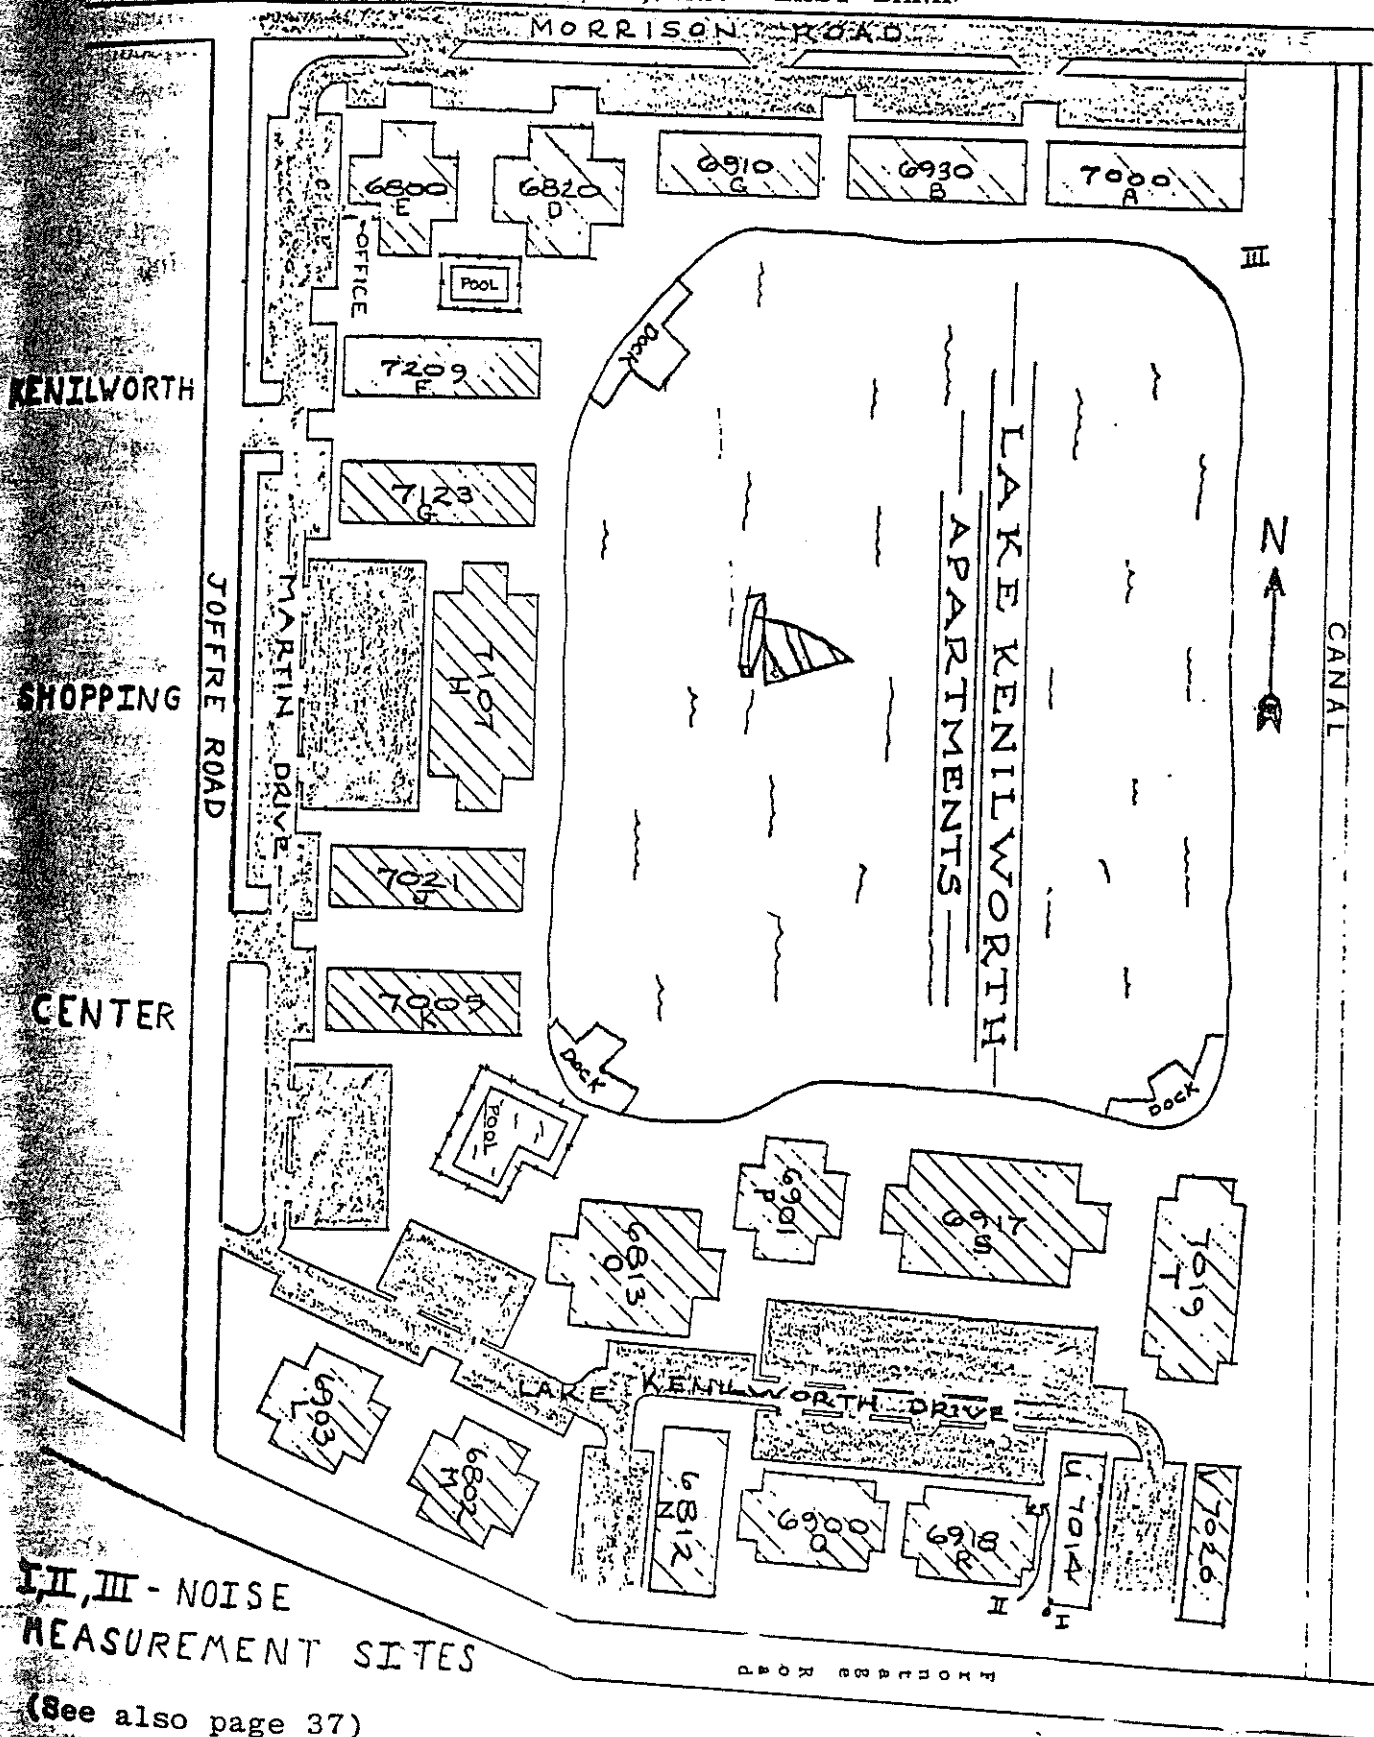 MORRISON ROAD
6800
E
6820
D
6910
C
6930
B
7000
A
OFFICE
POOL
III
DOCK
7209
F
KENILWORTH
7123
G
LAKE KENILWORTH
APARTMENTS
N
CANAL
JOFFRE ROAD
MARTIN DRIVE
7107
H
SHOPPING
7021
J
7005
K
CENTER
DOCK
DOCK
POOL
6901
P
6917
S
7019
T
6813
O
LAKE KENILWORTH DRIVE
6903
L
6807
M
6812
N
6900
Q
6918
R
U 7014
V 7026
II
I
I, II, III - NOISE
MEASUREMENT SITES
Frontage Road
(See also page 37)